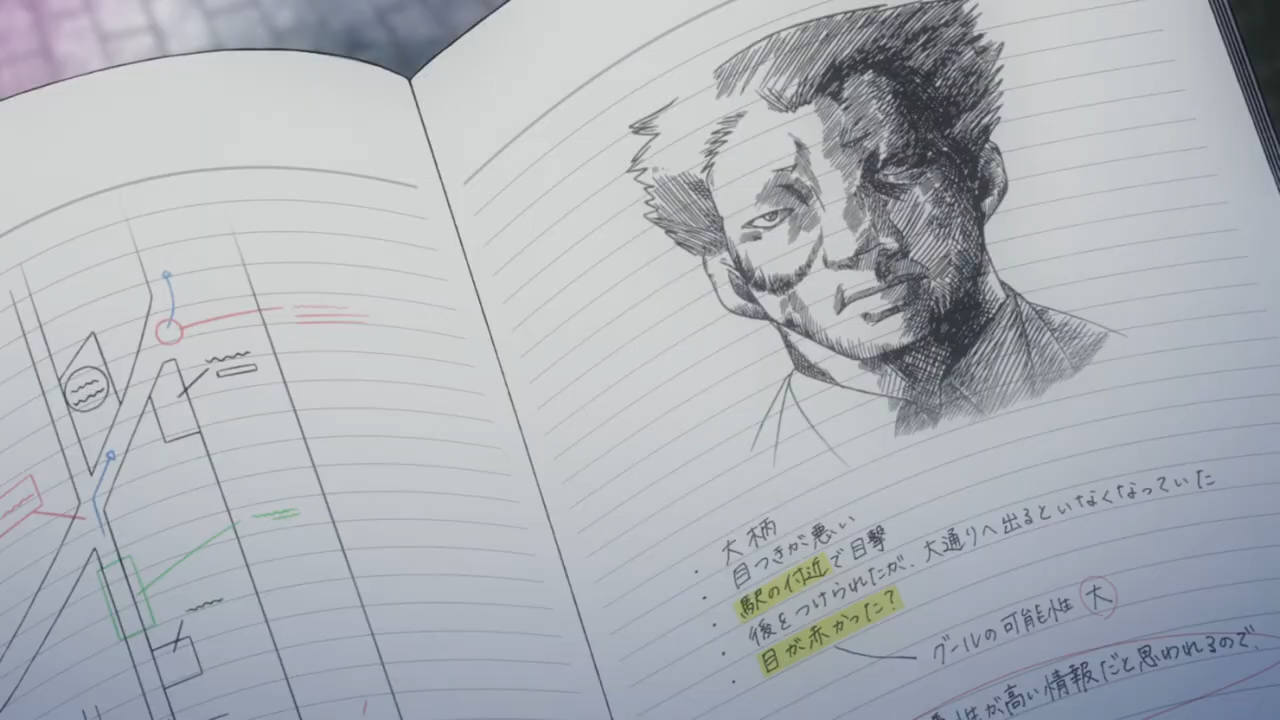 大柄
目つきが悪い
駅の付近で目撃
後をつけられたが、大通りへ出るといなくなっていた
目が赤かった?
グールの可能性 大
性が高い情報だと思われるので、